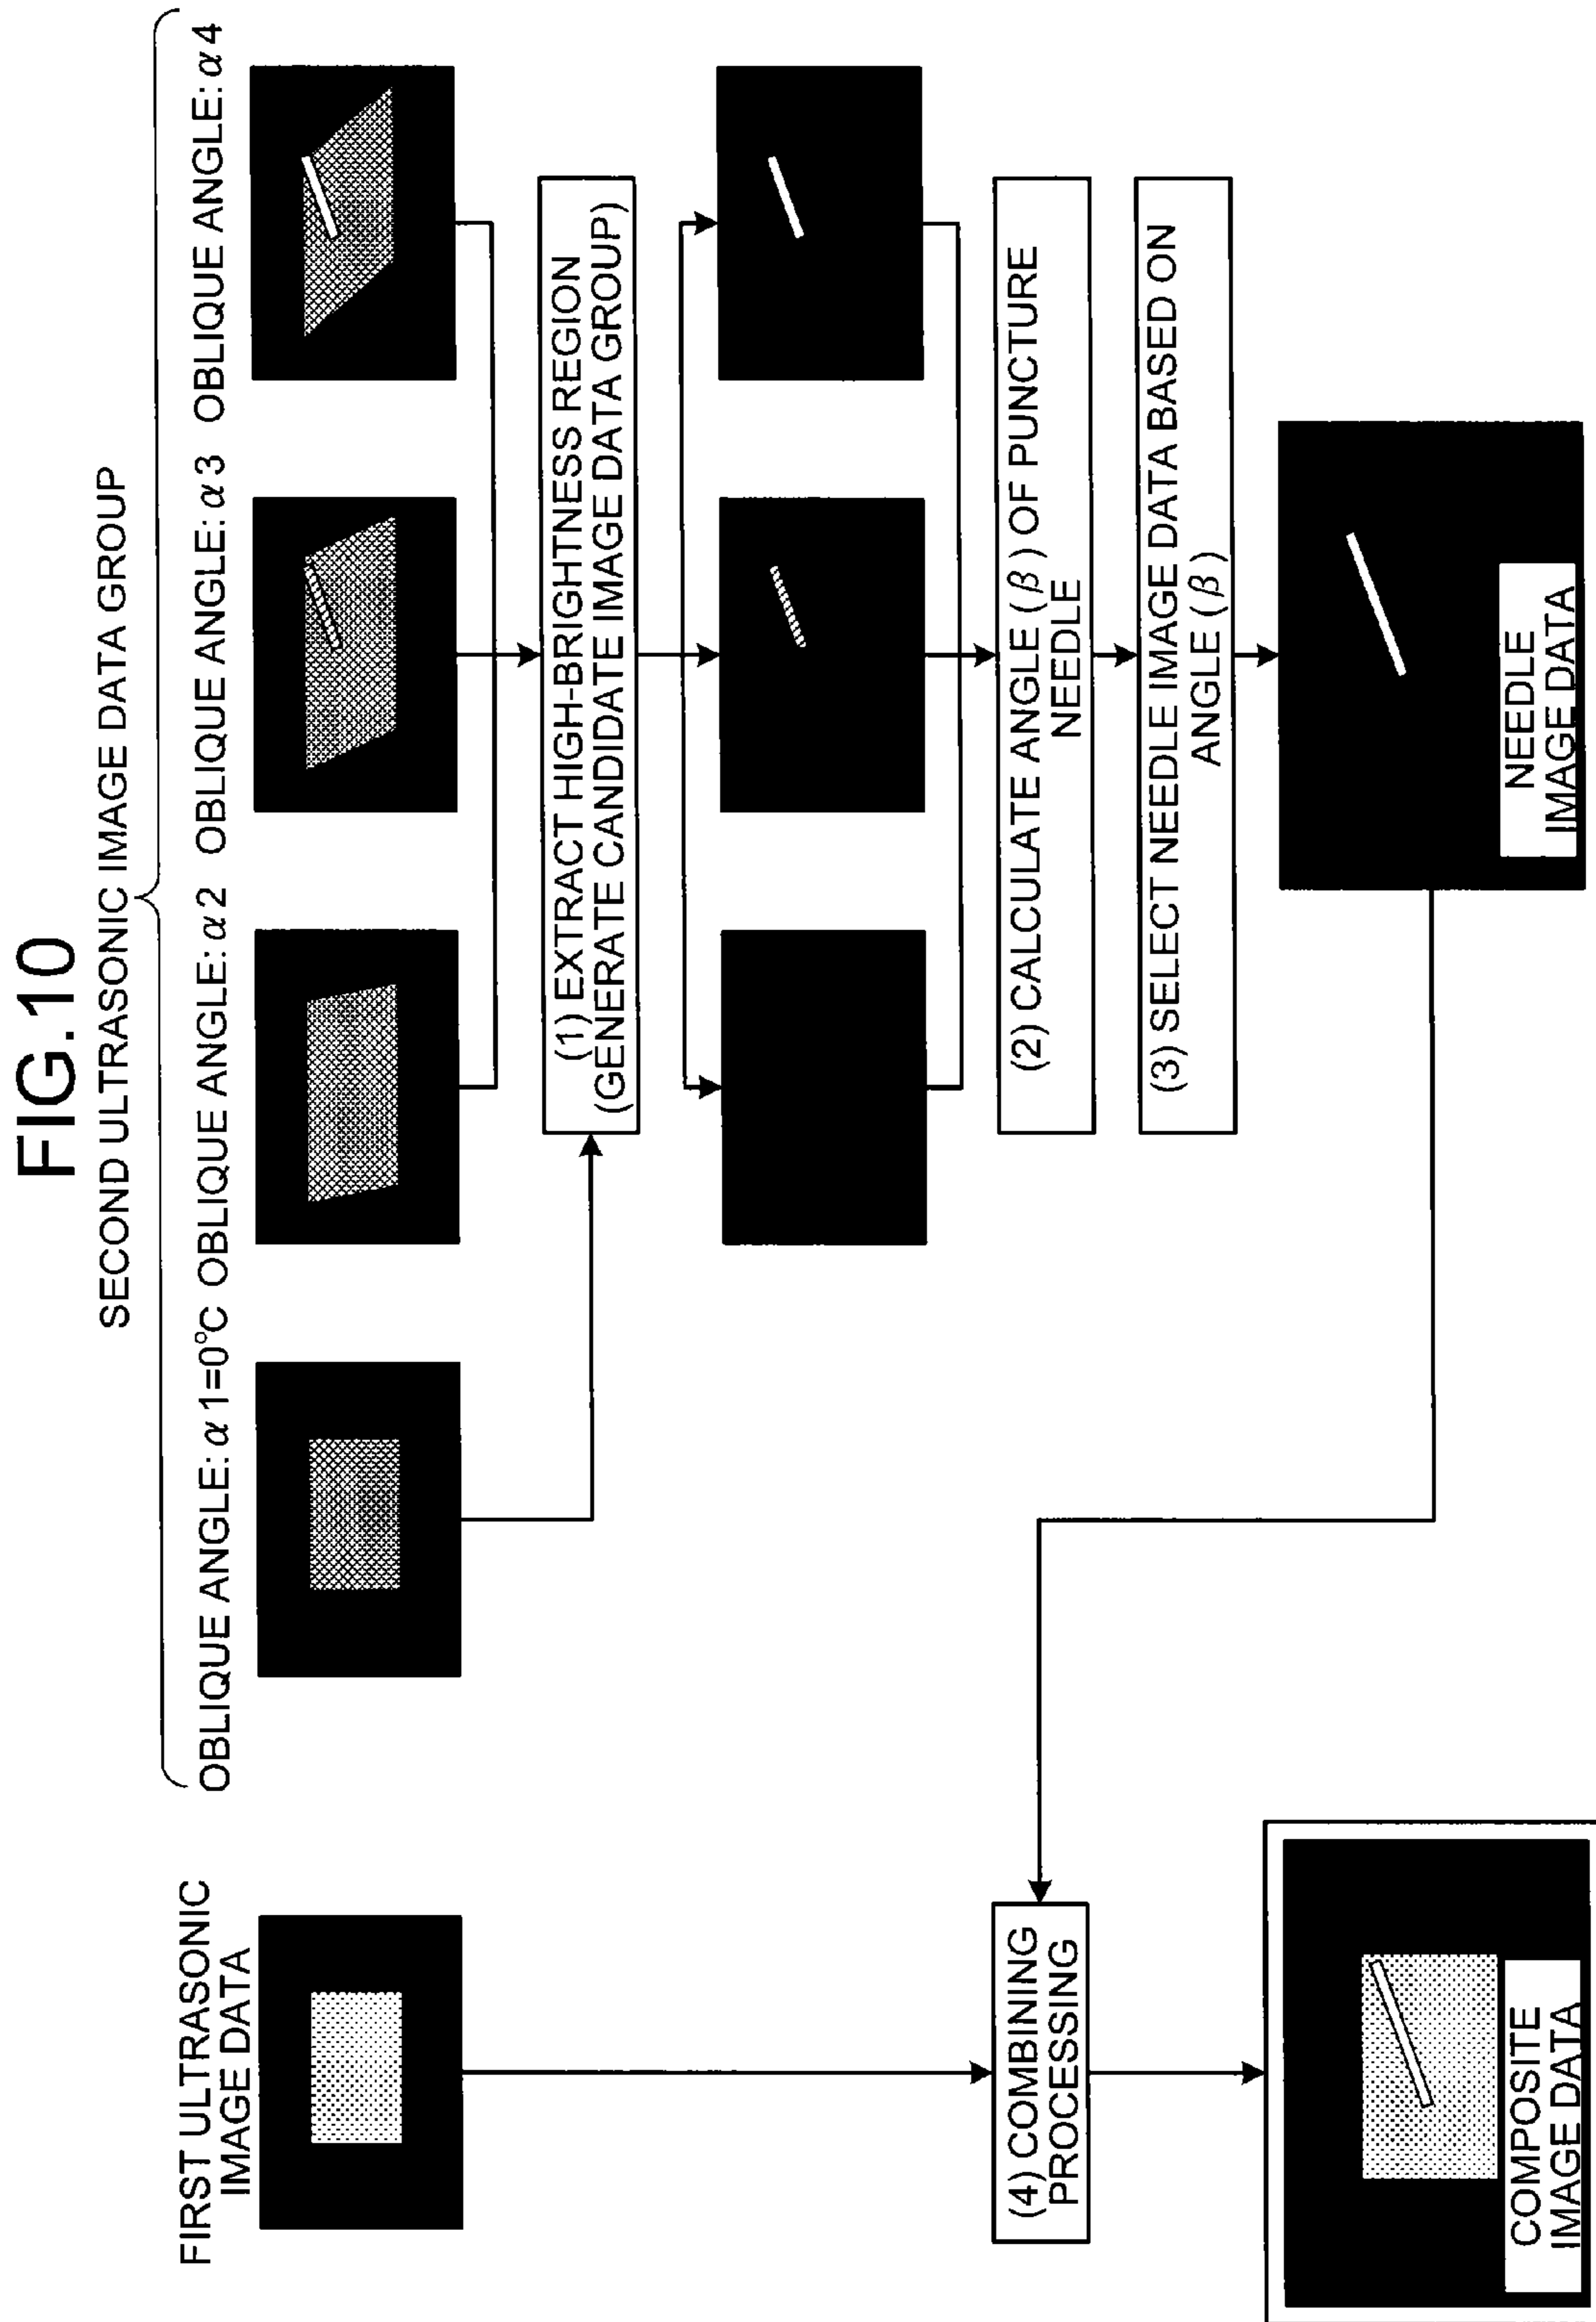 FIG.10
SECOND ULTRASONIC IMAGE DATA GROUP
FIRST ULTRASONIC
IMAGE DATA
OBLIQUE ANGLE: α1=0°C OBLIQUE ANGLE: α2 OBLIQUE ANGLE: α3 OBLIQUE ANGLE: α4
(1) EXTRACT HIGH-BRIGHTNESS REGION
(GENERATE CANDIDATE IMAGE DATA GROUP)
(2) CALCULATE ANGLE (β) OF PUNCTURE
NEEDLE
(3) SELECT NEEDLE IMAGE DATA BASED ON
ANGLE (β)
(4) COMBINING
PROCESSING
COMPOSITE
IMAGE DATA
NEEDLE
IMAGE DATA